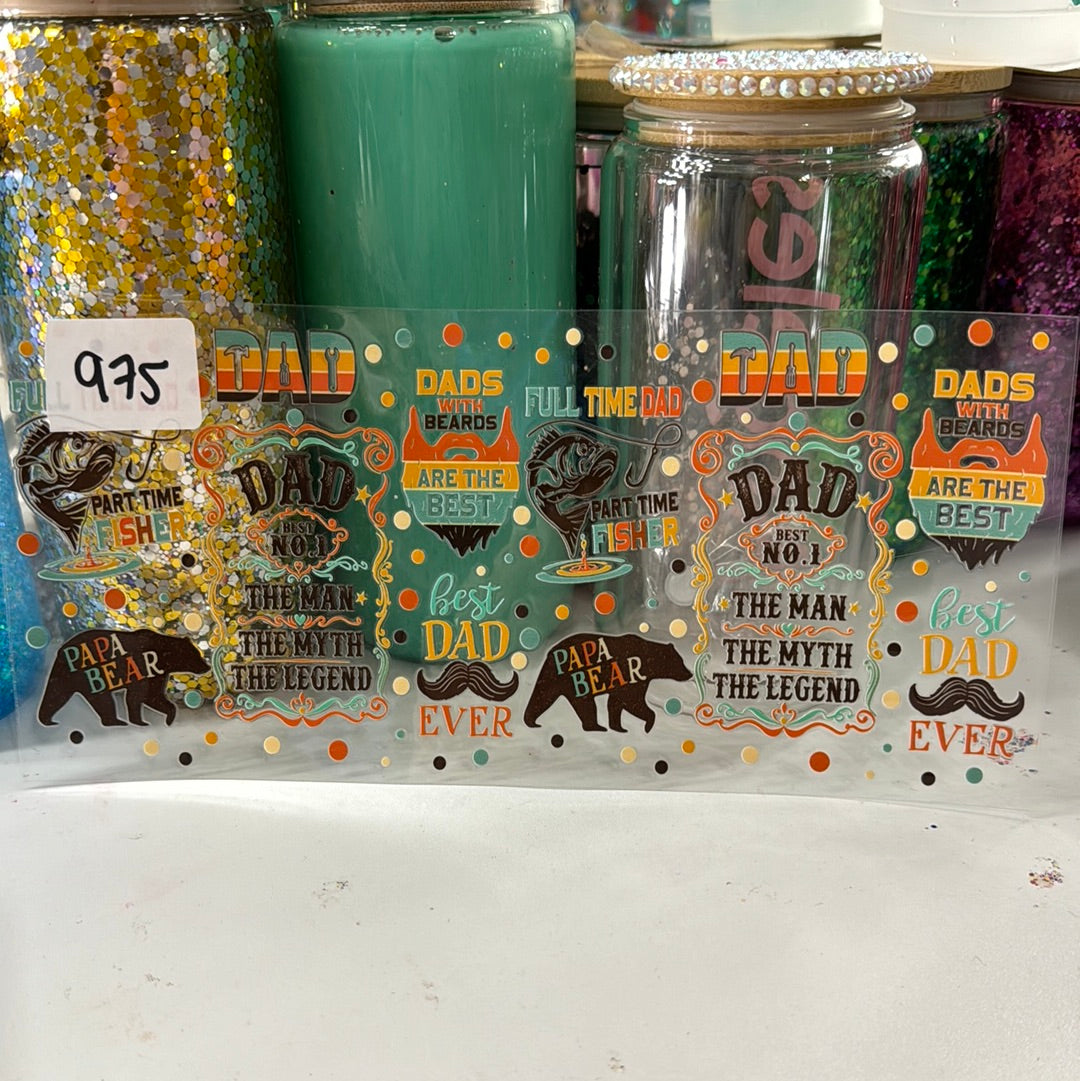 975
DAD
FULL TIME DAD
PART TIME
FISHER
DAD
BEST
NO.1
THE MAN
THE MYTH
THE LEGEND
DADS
WITH
BEARDS
ARE THE
BEST
PAPA
BEAR
best
DAD
EVER
FULL TIME DAD
PART TIME
FISHER
DAD
DAD
BEST
NO.1
THE MAN
THE MYTH
THE LEGEND
DADS
WITH
BEARDS
ARE THE
BEST
PAPA
BEAR
best
DAD
EVER